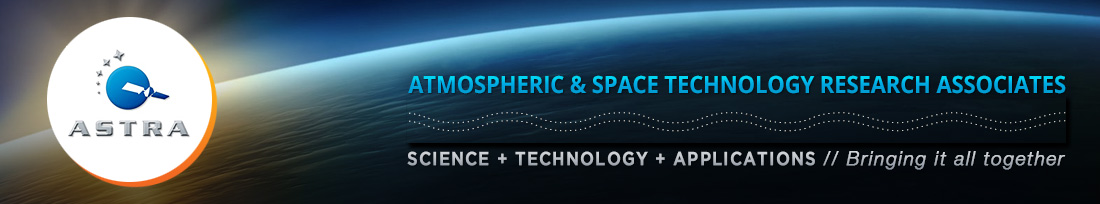 ASTRA
ATMOSPHERIC & SPACE TECHNOLOGY RESEARCH ASSOCIATES
SCIENCE + TECHNOLOGY + APPLICATIONS // Bringing it all together